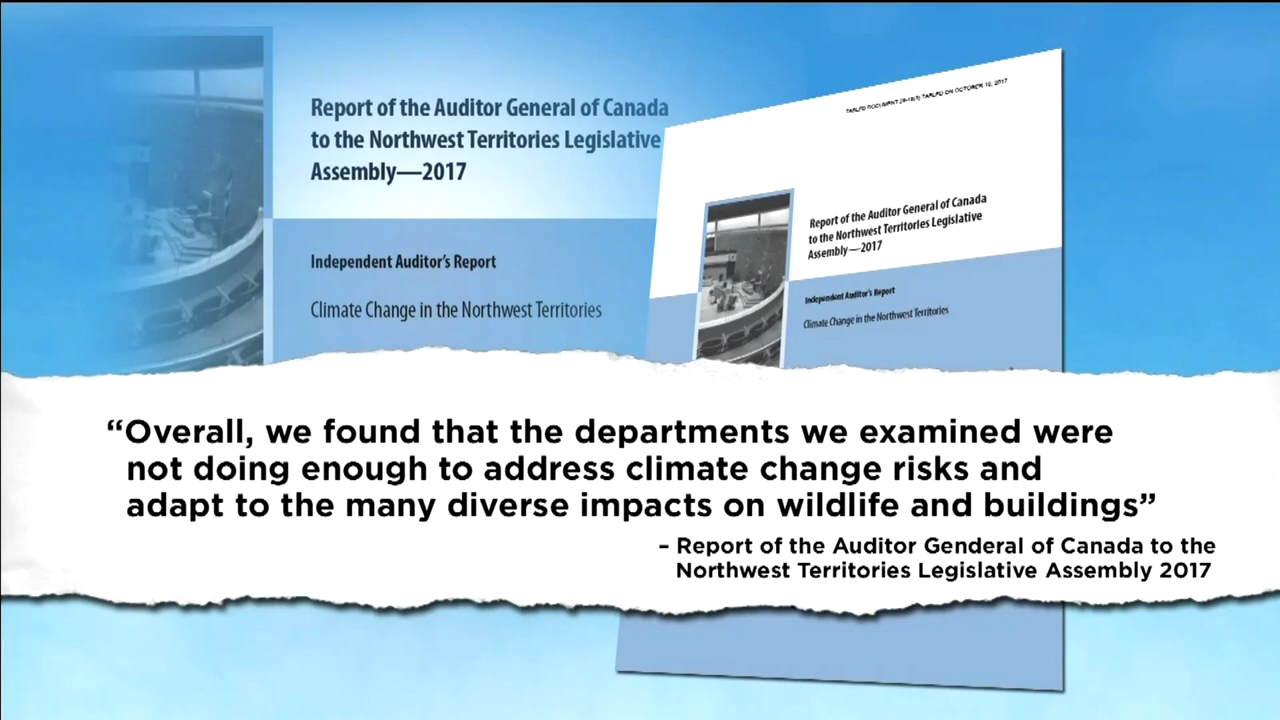 Report of the Auditor General of Canada
to the Northwest Territories Legislative
Assembly—2017
Independent Auditor's Report
Climate Change in the Northwest Territories
TABLED ON OCTOBER 2017
Report of the Auditor General of Canada
to the Northwest Territories Legislative
Assembly—2017
Independent Auditor's Report
Climate Change in the Northwest Territories
“Overall, we found that the departments we examined were
not doing enough to address climate change risks and
adapt to the many diverse impacts on wildlife and buildings”
– Report of the Auditor Genderal of Canada to the
Northwest Territories Legislative Assembly 2017